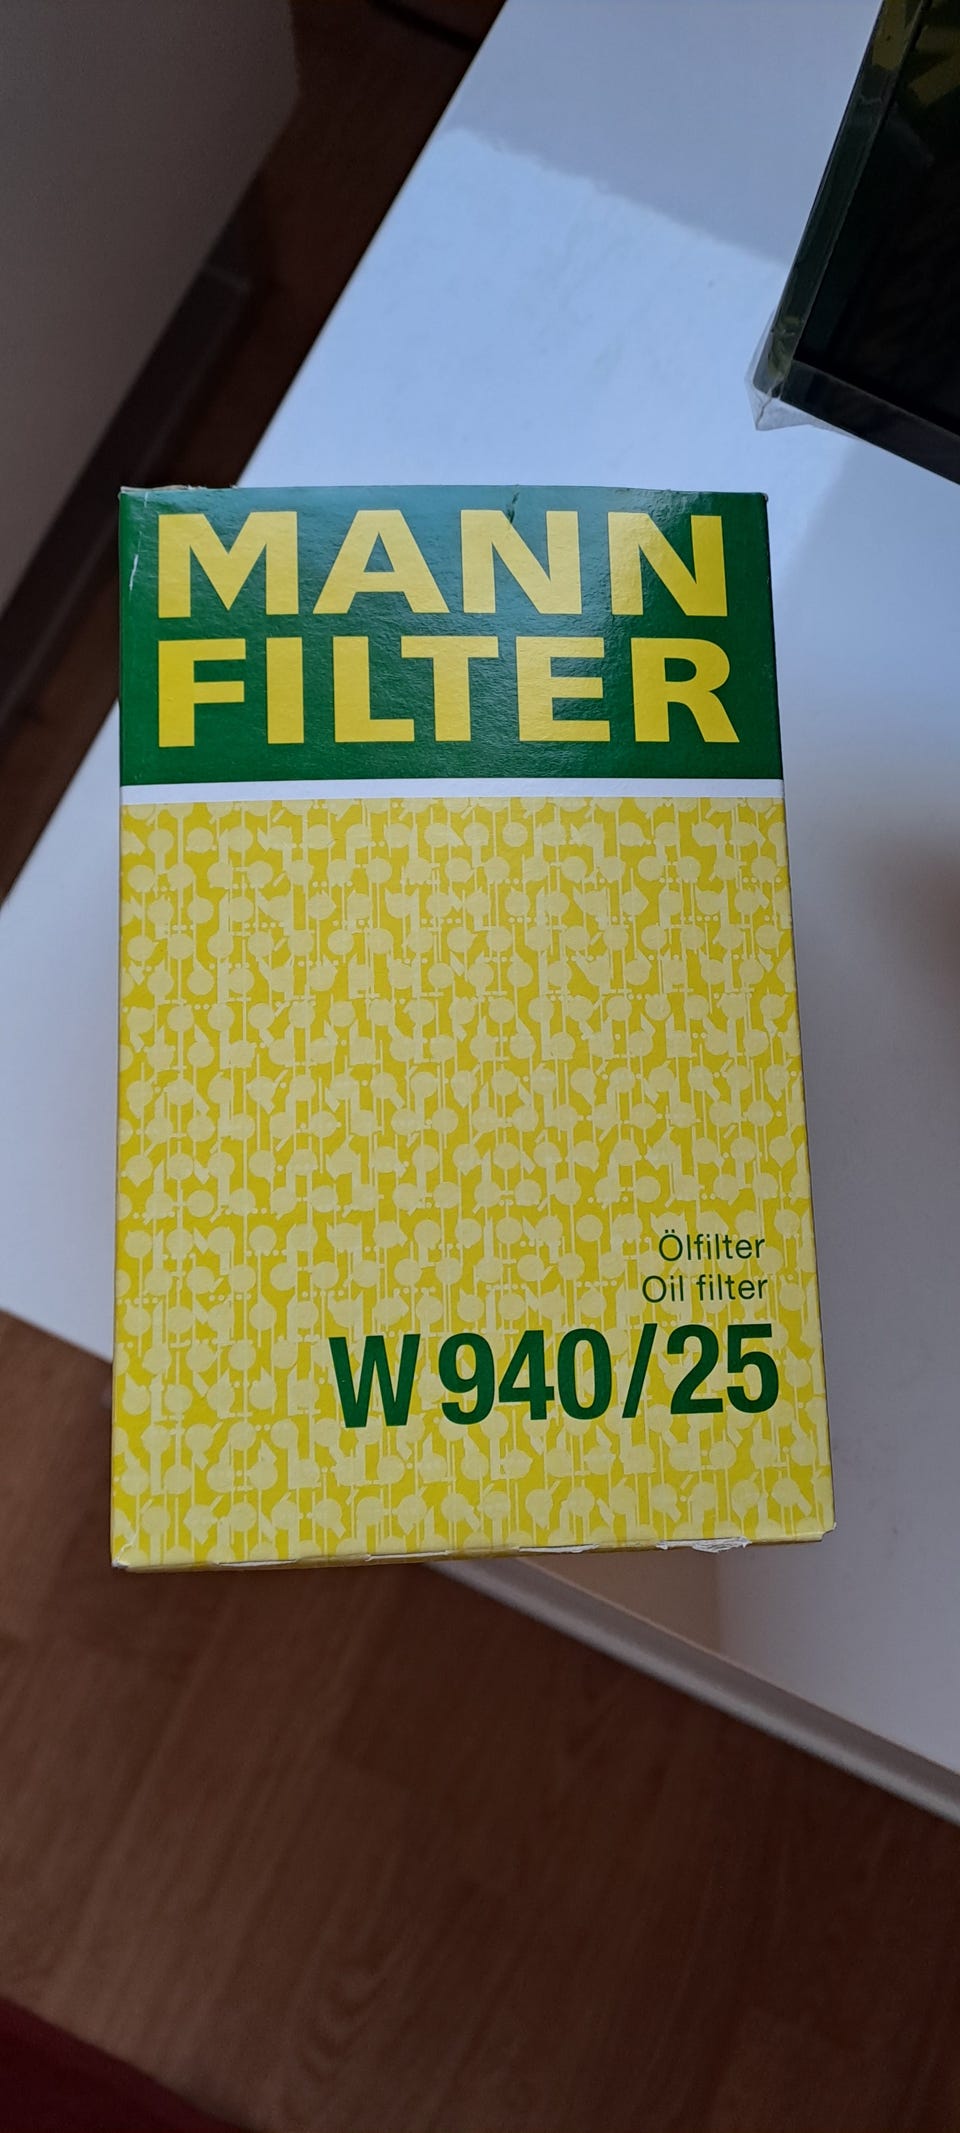 MANN
FILTER
Ölfilter
Oil filter
W 940/25